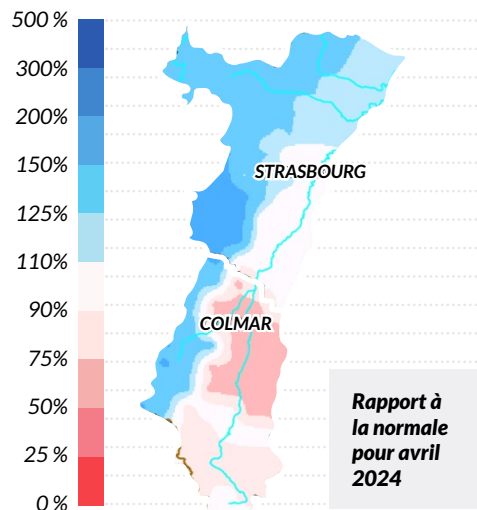 500 %
300%
200%
150%
125%
110%
90%
75%
50%
25 %
0 %
STRASBOURG
COLMAR
Rapport à
la normale
pour avril
2024